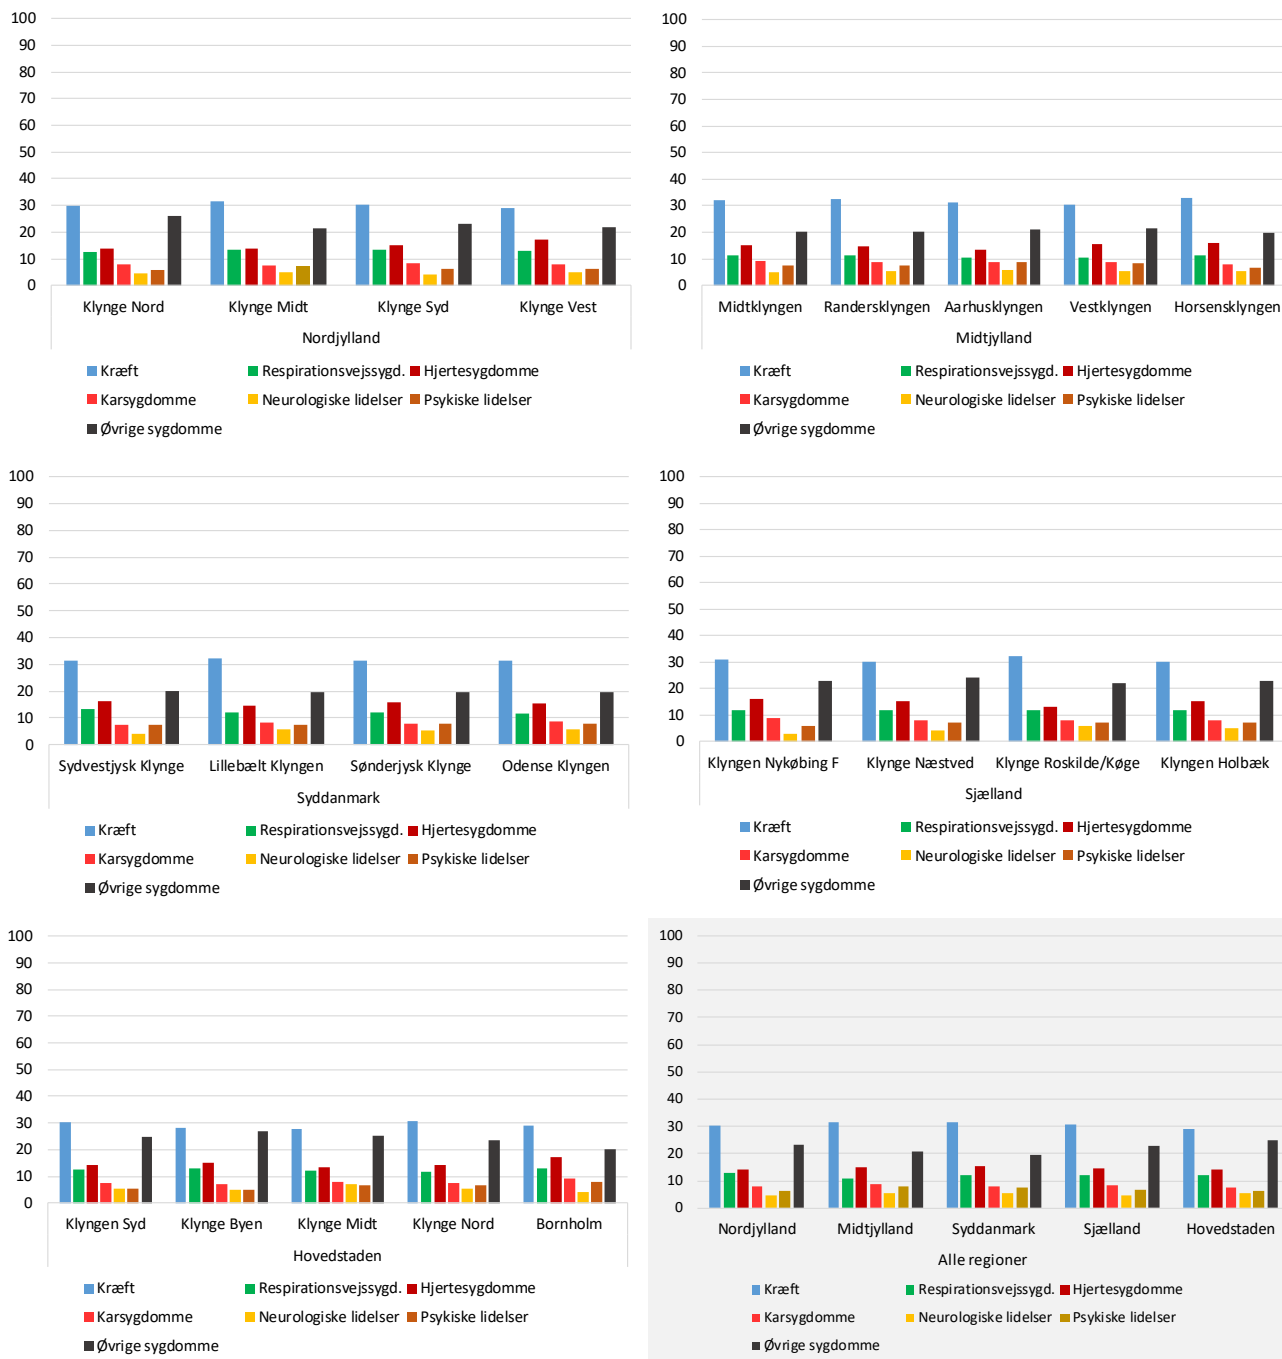 100
90
80
70
60
50
40
30
20
10
0
Klynge Nord Klynge Midt Klynge Syd Klynge Vest
Nordjylland
Kræft Respirationsvejssygd. Hjertesygdomme
Karsygdomme Neurologiske lidelser Psykiske lidelser
Øvrige sygdomme
100
90
80
70
60
50
40
30
20
10
0
Midtklyngen Randersklyngen Aarhusklyngen Vestklyngen Horsensklyngen
Midtjylland
Kræft Respirationsvejssygd. Hjertesygdomme
Karsygdomme Neurologiske lidelser Psykiske lidelser
Øvrige sygdomme
100
90
80
70
60
50
40
30
20
10
0
Sydvestjysk Klynge Lillebælt Klyngen Sønderjysk Klynge Odense Klyngen
Syddanmark
Kræft Respirationsvejssygd. Hjertesygdomme
Karsygdomme Neurologiske lidelser Psykiske lidelser
Øvrige sygdomme
100
90
80
70
60
50
40
30
20
10
0
Klyngen Nykøbing F Klynge Næstved Klynge Roskilde/Køge Klyngen Holbæk
Sjælland
Kræft Respirationsvejssygd. Hjertesygdomme
Karsygdomme Neurologiske lidelser Psykiske lidelser
Øvrige sygdomme
100
90
80
70
60
50
40
30
20
10
0
Klyngen Syd Klynge Byen Klynge Midt Klynge Nord Bornholm
Hovedstaden
Kræft Respirationsvejssygd. Hjertesygdomme
Karsygdomme Neurologiske lidelser Psykiske lidelser
Øvrige sygdomme
100
90
80
70
60
50
40
30
20
10
0
Nordjylland Midtjylland Syddanmark Sjælland Hovedstaden
Alle regioner
Kræft Respirationsvejssygd. Hjertesygdomme
Karsygdomme Neurologiske lidelser Psykiske lidelser
Øvrige sygdomme